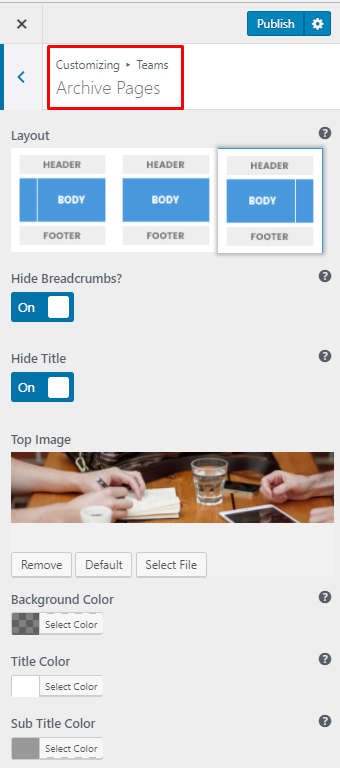 Publish
Customizing ▸ Teams
Archive Pages
Layout
HEADER HEADER HEADER
BODY BODY BODY
FOOTER FOOTER FOOTER
Hide Breadcrumbs?
On
Hide Title
On
Top Image
Remove Default Select File
Background Color
Select Color
Title Color
Select Color
Sub Title Color
Select Color